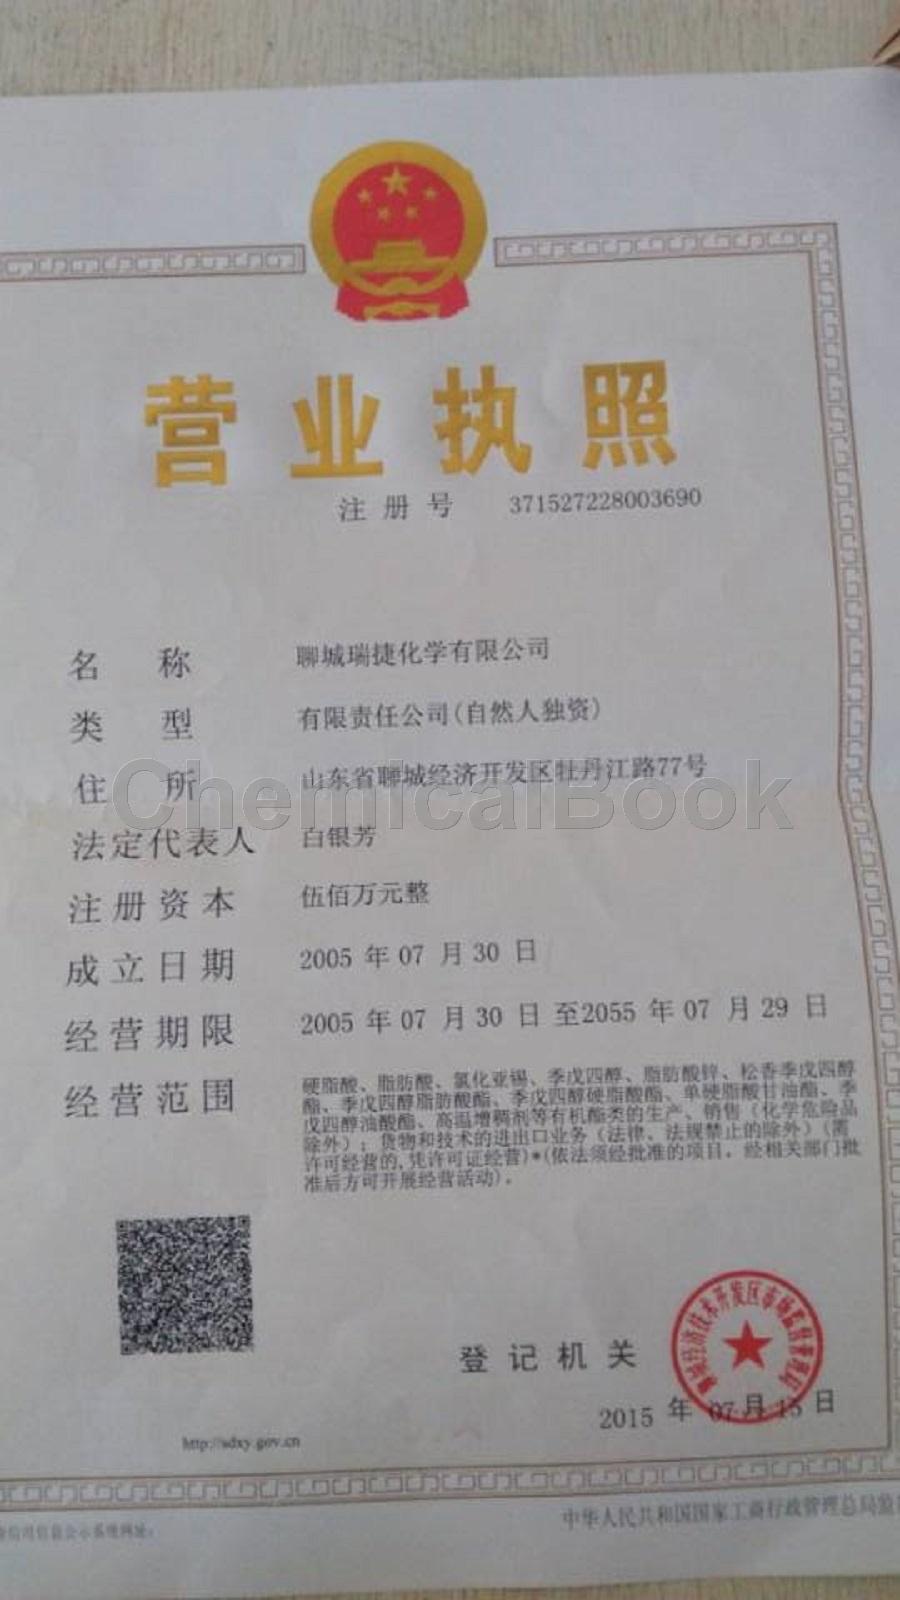 营业执照
注册号 371527228003690
名称 聊城瑞捷化学有限公司
类型 有限责任公司(自然人独资)
住所 山东省聊城经济开发区牡丹江路77号
ChemicalBook
法定代表人 白银芳
注册资本 伍佰万元整
成立日期 2005 年 07 月 30 日
经营期限 2005 年 07 月 30 日 至2055 年 07 月 29 日
经营范围 硬脂酸、脂肪酸、氯化亚锡、季戊四醇、脂肪酸锌、松香季戊四醇
酯、季戊四醇脂肪酸酯、季戊四醇硬脂酸酯、单硬脂酸甘油酯、季
戊四醇油酸酯、高温增稠剂等有机酯类的生产、销售（化学危险品
除外）；货物和技术的进出口业务（法律、法规禁止的除外）(需
许可经营的,凭许可证经营)*(依法须经批准的项目，经相关部门批
准后方可开展经营活动)。
登记机关
2015 年 07 月 15 日
http://sdxy.gov.cn
信用信息公示系统网址：
中华人民共和国国家工商行政管理总局监